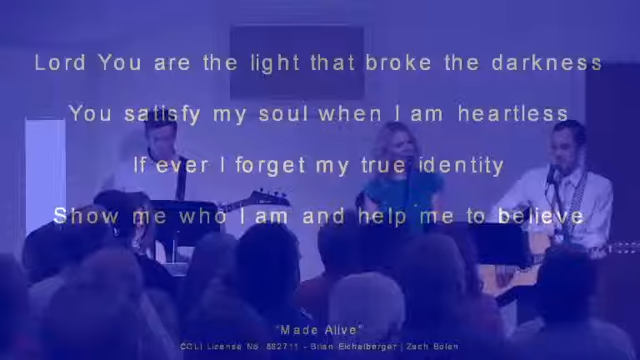 Lord You are the light that broke the darkness
You satisfy my soul when I am heartless
If ever I forget my true identity
Show me who I am and help me to believe
"Made Alive"
CCLI License No. 882711 - Brian Eichelberger | Zach Bolen